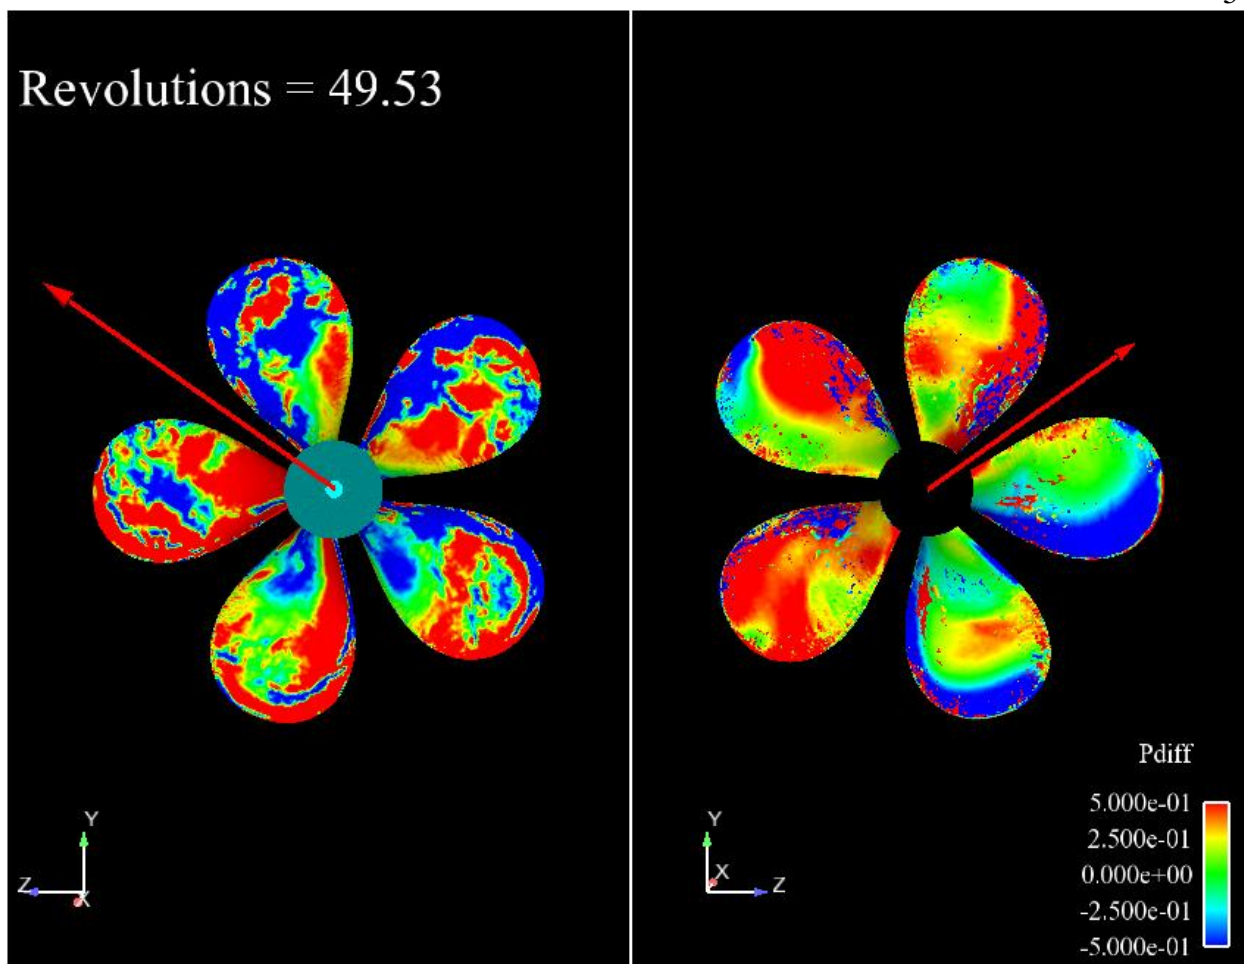 Revolutions = 49.53
Pdiff
5.000e-01
2.500e-01
0.000e+00
-2.500e-01
-5.000e-01
Y
Z
X
Y
X
Z